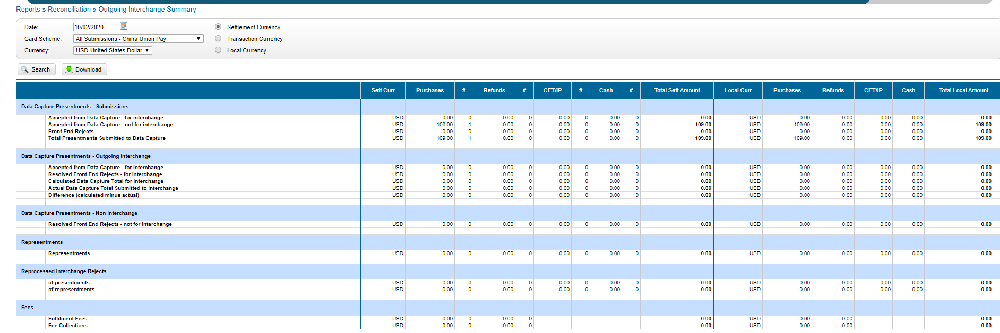 Reports » Reconciliation » Outgoing Interchange Summary
Date: 10/02/2020 Settlement Currency
Card Scheme: All Submissions - China Union Pay Transaction Currency
Currency: USD-United States Dollar Local Currency
Search Download
Sett Curr Purchases # Refunds # CFT/IP # Cash # Total Sett Amount Local Curr Purchases Refunds CFT/IP Cash Total Local Amount
Data Capture Presentments - Submissions
Accepted from Data Capture - for interchange USD 0.00 0 0.00 0 0.00 0 0.00 0 0.00 USD 0.00 0.00 0.00 0.00 0.00
Accepted from Data Capture - not for interchange USD 109.00 1 0.00 0 0.00 0 0.00 0 109.00 USD 109.00 0.00 0.00 0.00 109.00
Front End Rejects USD 0.00 0 0.00 0 0.00 0 0.00 0 0.00 USD 0.00 0.00 0.00 0.00 0.00
Total Presentments Submitted to Data Capture USD 109.00 1 0.00 0 0.00 0 0.00 0 109.00 USD 109.00 0.00 0.00 0.00 109.00
Data Capture Presentments - Outgoing Interchange
Accepted from Data Capture - for interchange USD 0.00 0 0.00 0 0.00 0 0.00 0 0.00 USD 0.00 0.00 0.00 0.00 0.00
Resolved Front End Rejects - for interchange USD 0.00 0 0.00 0 0.00 0 0.00 0 0.00 USD 0.00 0.00 0.00 0.00 0.00
Calculated Data Capture Total for Interchange USD 0.00 0 0.00 0 0.00 0 0.00 0 0.00 USD 0.00 0.00 0.00 0.00 0.00
Actual Data Capture Total Submitted to Interchange USD 0.00 0 0.00 0 0.00 0 0.00 0 0.00 USD 0.00 0.00 0.00 0.00 0.00
Difference (calculated minus actual) USD 0.00 0 0.00 0 0.00 0 0.00 0 0.00 USD 0.00 0.00 0.00 0.00 0.00
Data Capture Presentments - Non Interchange
Resolved Front End Rejects - not for interchange USD 0.00 0 0.00 0 0.00 0 0.00 0 0.00 USD 0.00 0.00 0.00 0.00 0.00
Representments
Representments USD 0.00 0 0.00 0 0.00 0 0.00 0 0.00 USD 0.00 0.00 0.00 0.00 0.00
Reprocessed Interchange Rejects
of presentments USD 0.00 0 0.00 0 0.00 0 0.00 0 0.00 USD 0.00 0.00 0.00 0.00 0.00
of representments USD 0.00 0 0.00 0 0.00 0 0.00 0 0.00 USD 0.00 0.00 0.00 0.00 0.00
Fees
Fulfilment Fees USD 0.00 0 0.00 0 0.00 USD 0.00 0.00 0.00
Fee Collections USD 0.00 0 0.00 0 0.00 USD 0.00 0.00 0.00